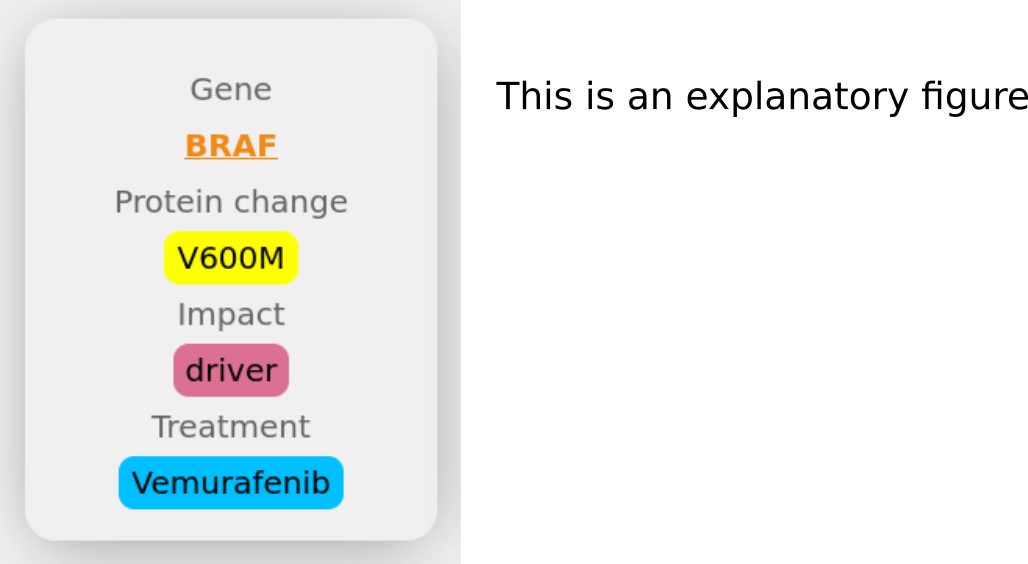 Gene
BRAF
Protein change
V600M
Impact
driver
Treatment
Vemurafenib
This is an explanatory figure